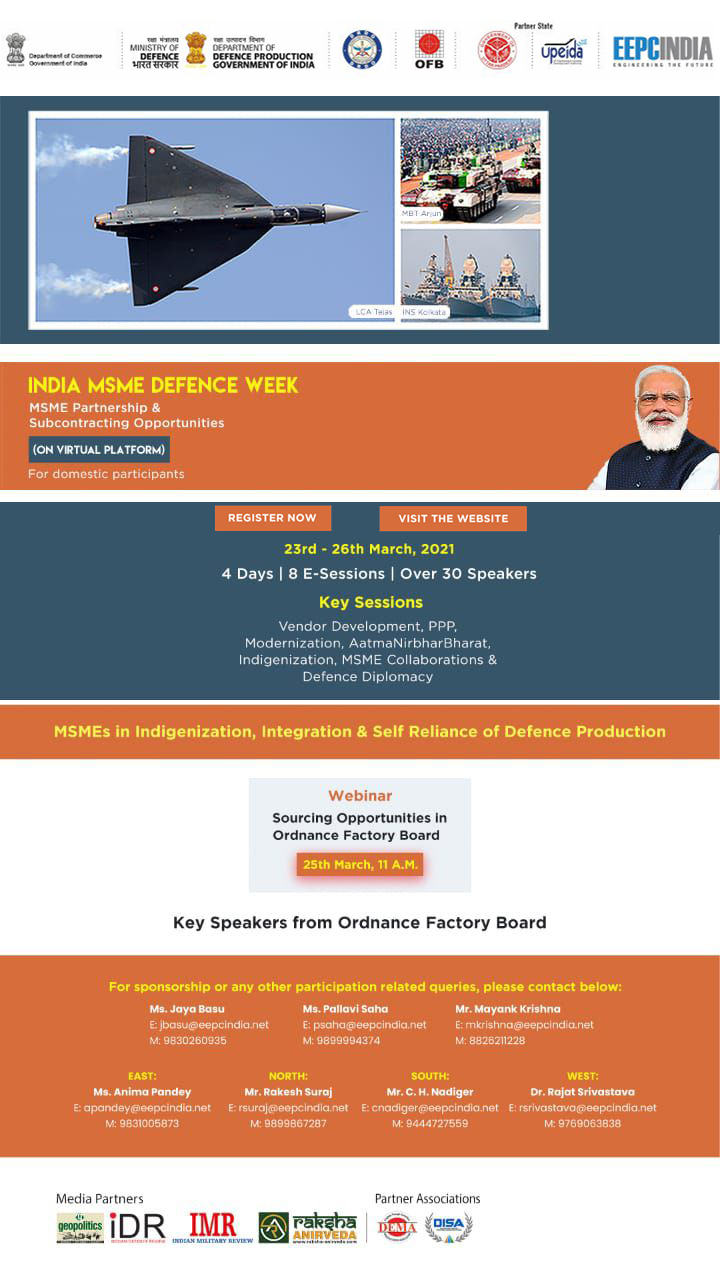 Partner State
Department of Commerce
Government of India
रक्षा मंत्रालय
MINISTRY OF
DEFENCE
भारत सरकार
रक्षा उत्पादन विभाग
DEPARTMENT OF
DEFENCE PRODUCTION
GOVERNMENT OF INDIA
OFB
upeida
EEPCINDIA
ENGINEERING THE FUTURE
MBT Arjun
LCA Tejas
INS Kolkata
INDIA MSME DEFENCE WEEK
MSME Partnership &
Subcontracting Opportunities
(ON VIRTUAL PLATFORM)
For domestic participants
REGISTER NOW
VISIT THE WEBSITE
23rd - 26th March, 2021
4 Days | 8 E-Sessions | Over 30 Speakers
Key Sessions
Vendor Development, PPP,
Modernization, AatmaNirbharBharat,
Indigenization, MSME Collaborations &
Defence Diplomacy
MSMEs in Indigenization, Integration & Self Reliance of Defence Production
Webinar
Sourcing Opportunities in
Ordnance Factory Board
25th March, 11 A.M.
Key Speakers from Ordnance Factory Board
For sponsorship or any other participation related queries, please contact below:
Ms. Jaya Basu
E: jbasu@eepcindia.net
M: 9830260935
Ms. Pallavi Saha
E: psaha@eepcindia.net
M: 9899994374
Mr. Mayank Krishna
E: mkrishna@eepcindia.net
M: 8826211228
EAST:
Ms. Anima Pandey
E: apandey@eepcindia.net
M: 9831005873
NORTH:
Mr. Rakesh Suraj
E: rsuraj@eepcindia.net
M: 9899867287
SOUTH:
Mr. C. H. Nadiger
E: cnadiger@eepcindia.net
M: 9444727559
WEST:
Dr. Rajat Srivastava
E: rsrivastava@eepcindia.net
M: 9769063838
Media Partners
Partner Associations
geopolitics
iDR
INDIAN DEFENCE REVIEW
IMR
INDIAN MILITARY REVIEW
raksha
ANIRVEDA
www.raksha-anirveda.com
DEMA
DISA